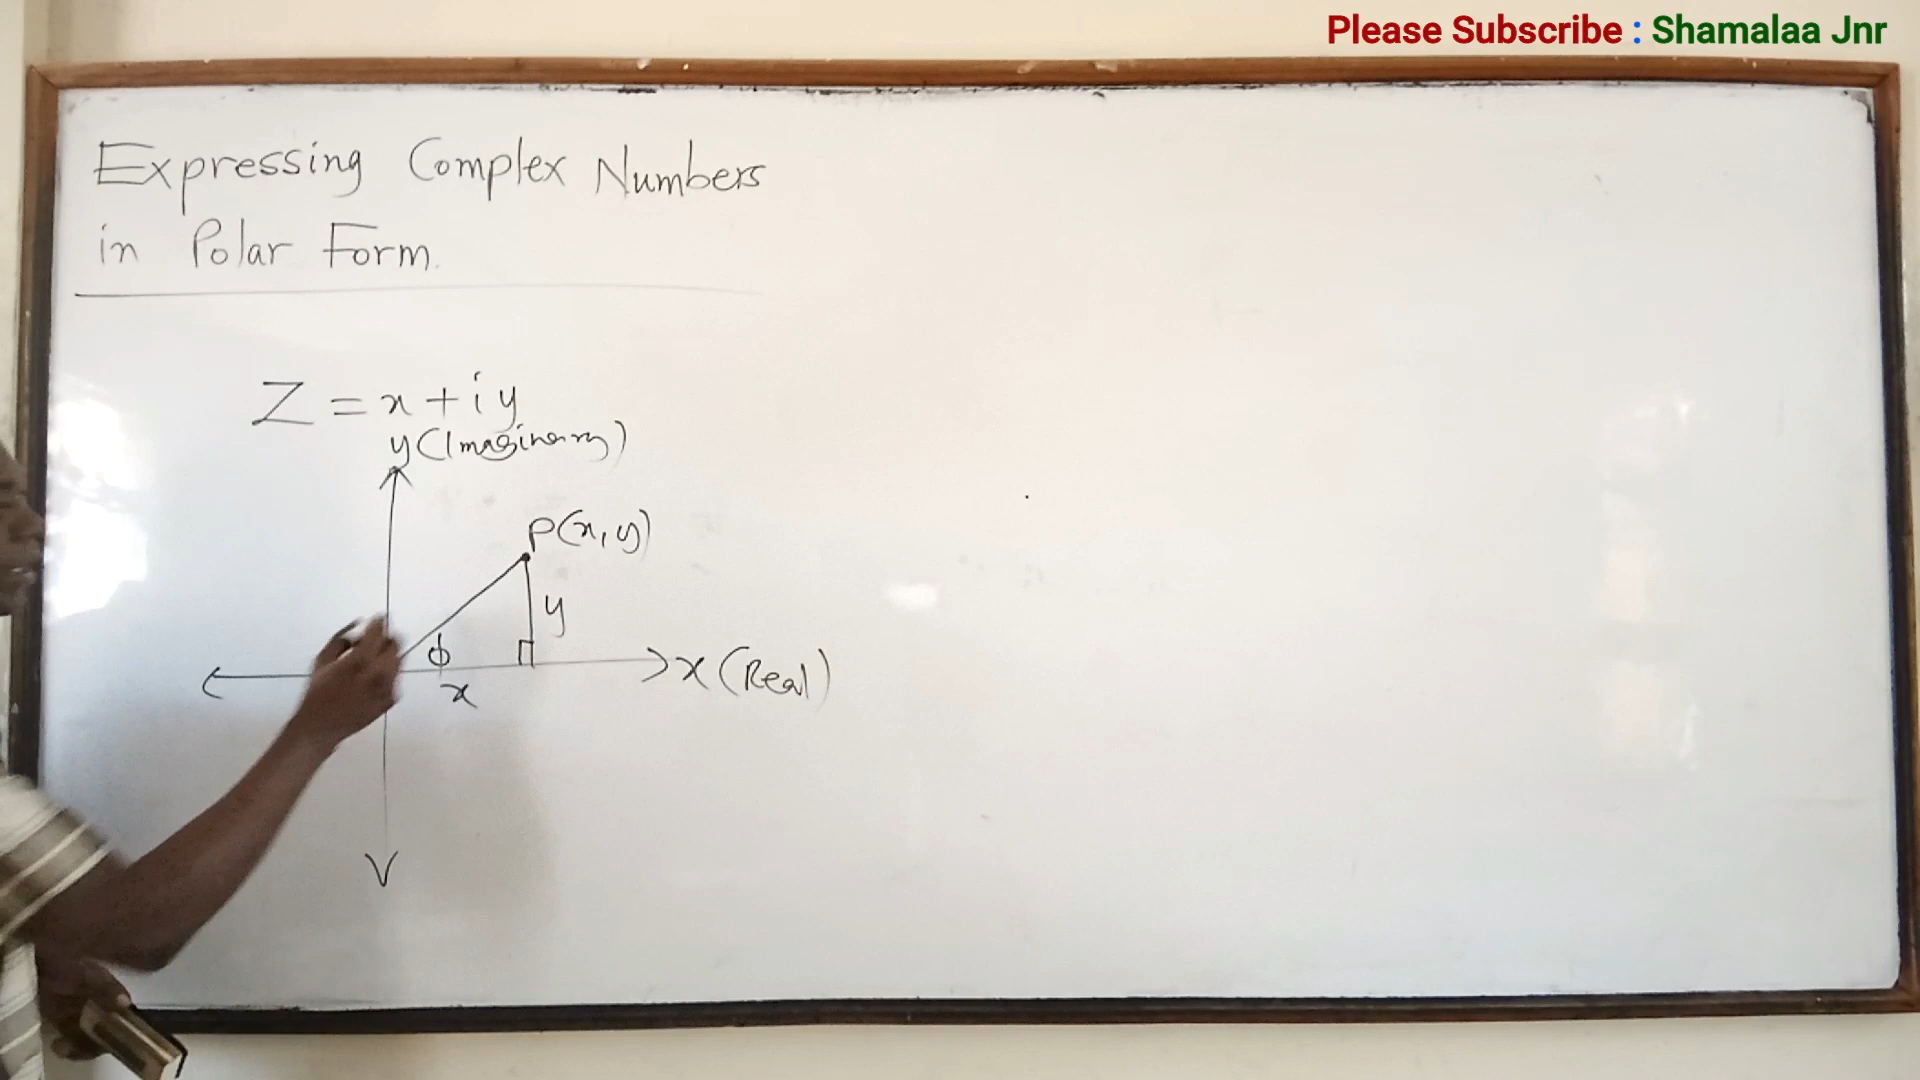 Please Subscribe : Shamalaa Jnr
Expressing Complex Numbers
in Polar Form.
Z = x + iy
y (Imaginary)
P(x, y)
y
ϕ
x (Real)
x